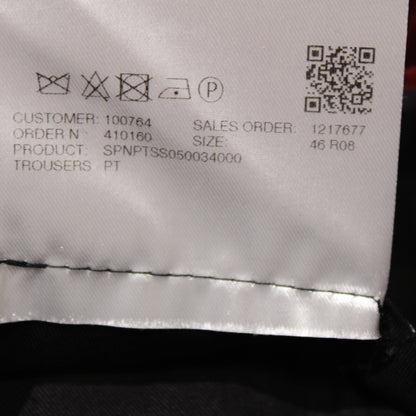 P
CUSTOMER: 100764
ORDER N°: 410160 SALES ORDER: 1217677
PRODUCT: SPNPTSS050034000 SIZE: 46 R08
TROUSERS PT